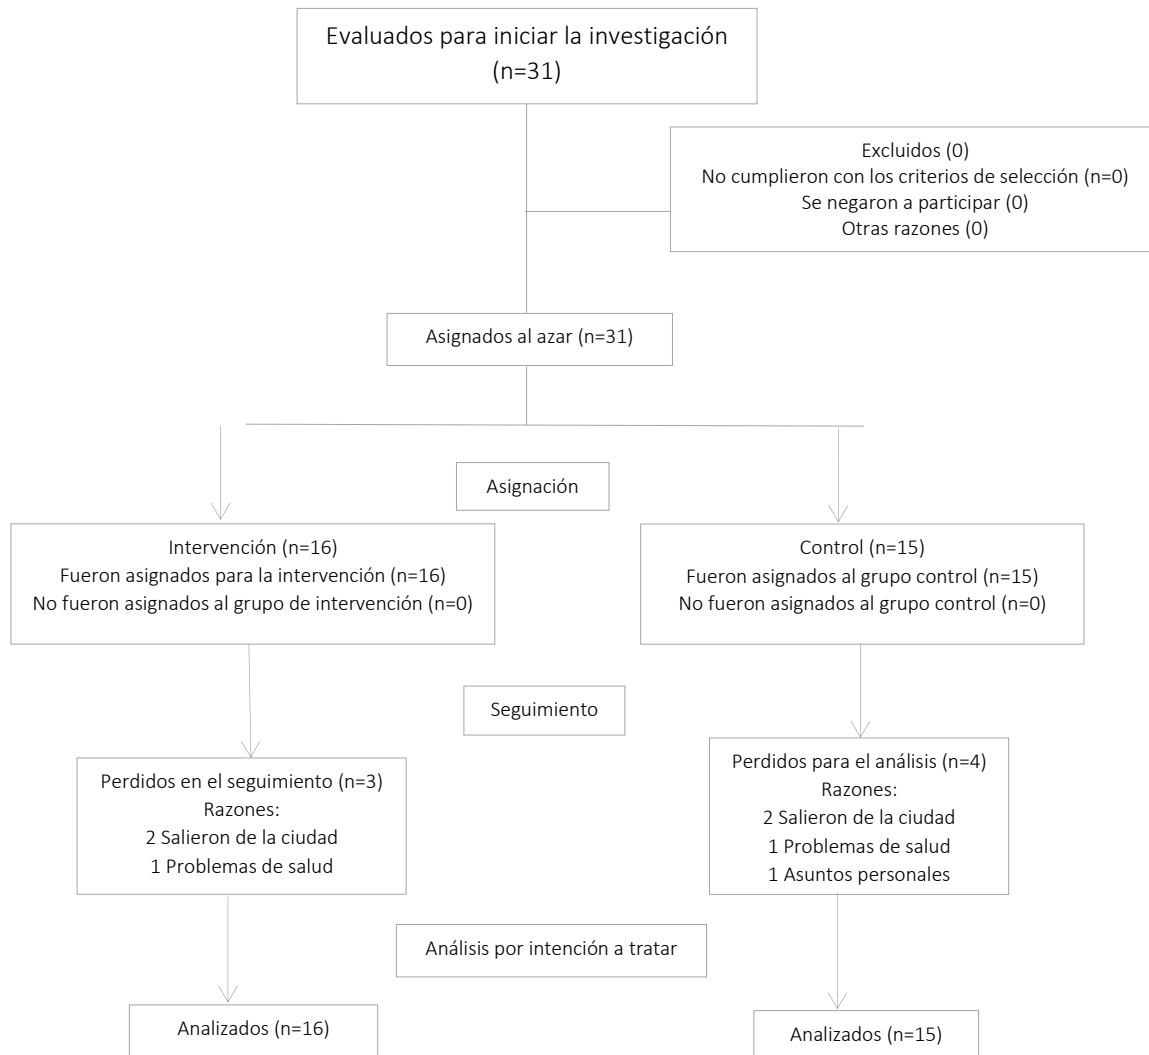 Evaluados para iniciar la investigación
(n=31)
Excluidos (0)
No cumplieron con los criterios de selección (n=0)
Se negaron a participar (0)
Otras razones (0)
Asignados al azar (n=31)
Asignación
Intervención (n=16)
Fueron asignados para la intervención (n=16)
No fueron asignados al grupo de intervención (n=0)
Control (n=15)
Fueron asignados al grupo control (n=15)
No fueron asignados al grupo control (n=0)
Seguimiento
Perdidos en el seguimiento (n=3)
Razones:
2 Salieron de la ciudad
1 Problemas de salud
Perdidos para el análisis (n=4)
Razones:
2 Salieron de la ciudad
1 Problemas de salud
1 Asuntos personales
Análisis por intención a tratar
Analizados (n=16)
Analizados (n=15)